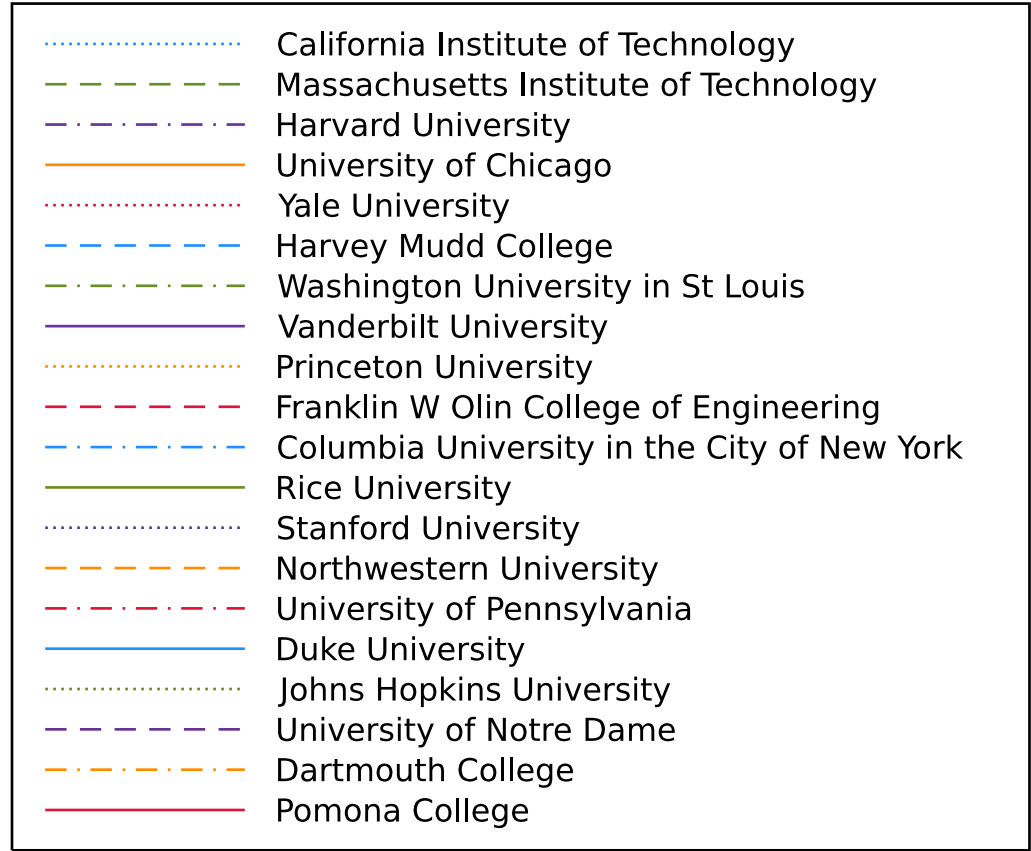 California Institute of Technology
Massachusetts Institute of Technology
Harvard University
University of Chicago
Yale University
Harvey Mudd College
Washington University in St Louis
Vanderbilt University
Princeton University
Franklin W Olin College of Engineering
Columbia University in the City of New York
Rice University
Stanford University
Northwestern University
University of Pennsylvania
Duke University
Johns Hopkins University
University of Notre Dame
Dartmouth College
Pomona College